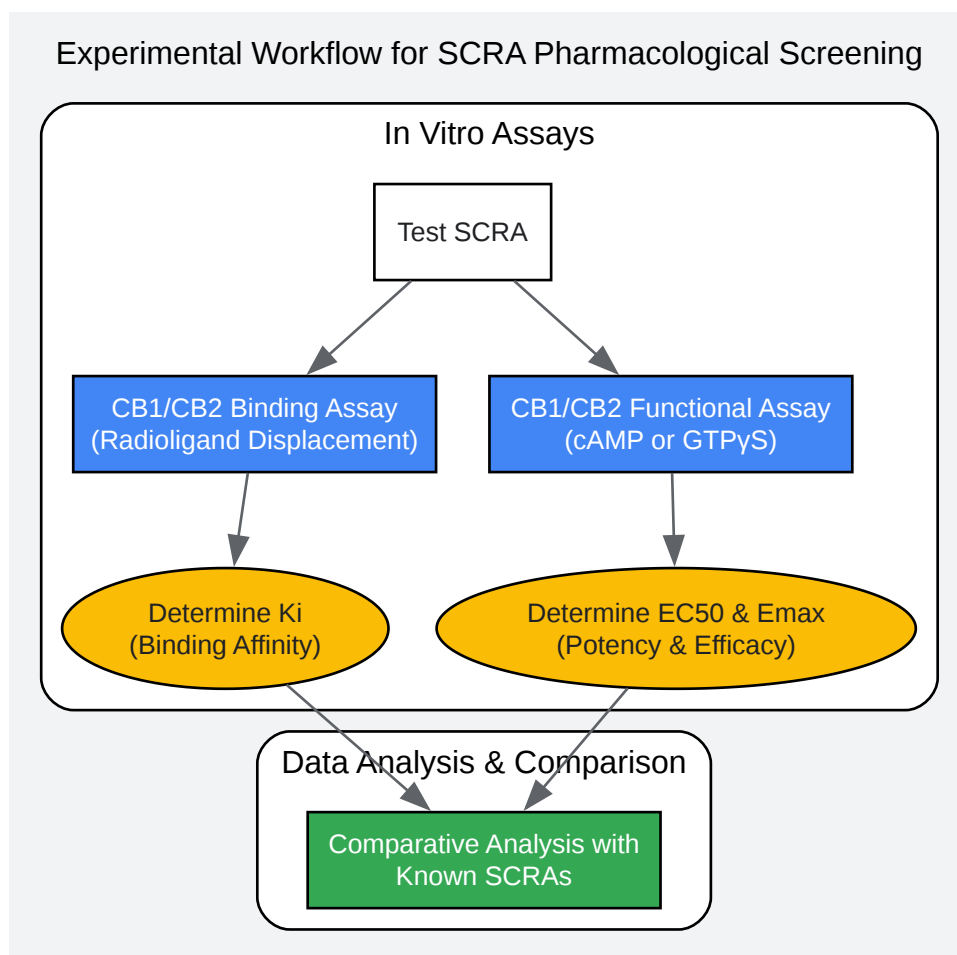 Experimental Workflow for SCRA Pharmacological Screening
In Vitro Assays
Test SCRA
CB1/CB2 Binding Assay
(Radioligand Displacement)
CB1/CB2 Functional Assay
(cAMP or GTPγS)
Determine Ki
(Binding Affinity)
Determine EC50 & Emax
(Potency & Efficacy)
Data Analysis & Comparison
Comparative Analysis with
Known SCRAs